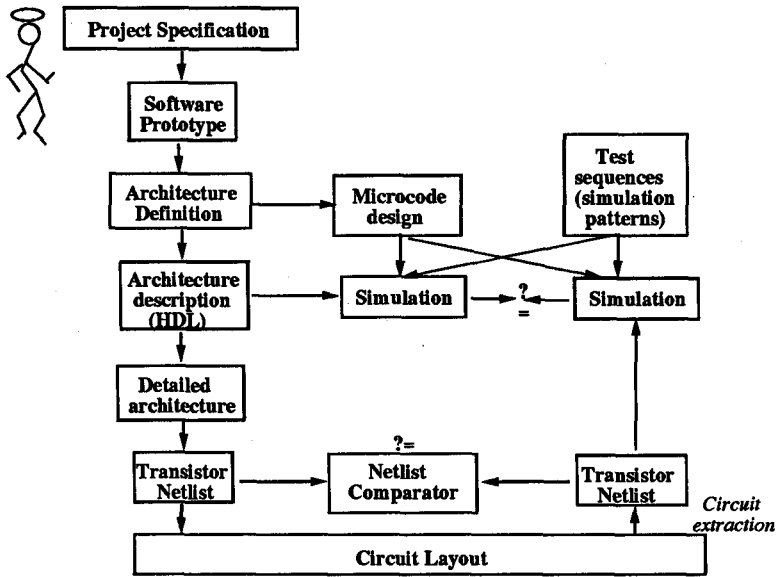 Project Specification
Software
Prototype
Architecture
Definition
Microcode
design
Test
sequences
(simulation
patterns)
Architecture
description
(HDL)
Simulation
?
=
Simulation
Detailed
architecture
Transistor
Netlist
?=
Netlist
Comparator
Transistor
Netlist
Circuit
extraction
Circuit Layout